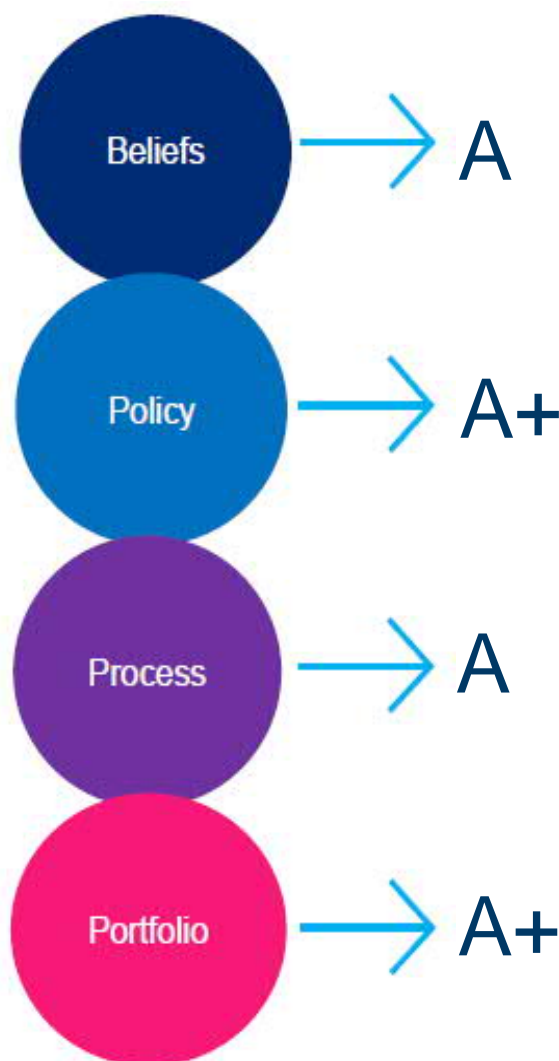 Beliefs
A
Policy
A+
Process
A
Portfolio
A+